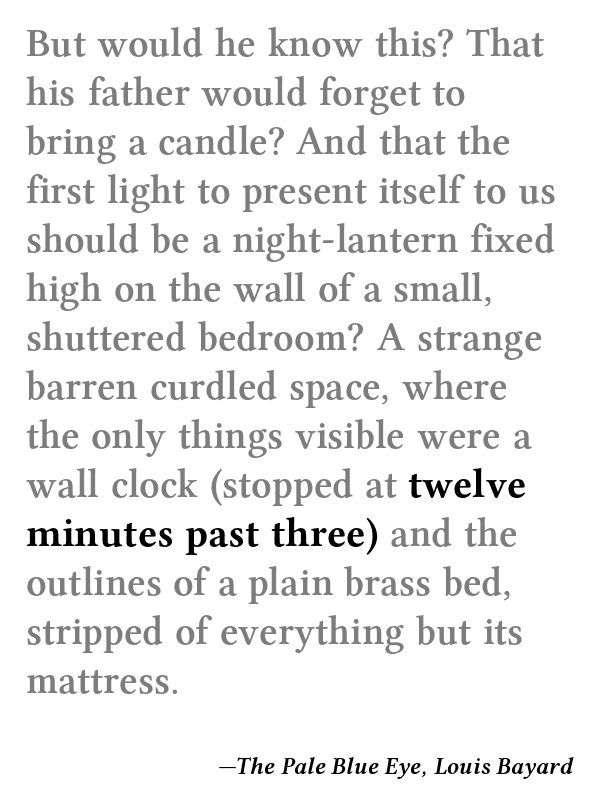 But would he know this? That
his father would forget to
bring a candle? And that the
first light to present itself to us
should be a night-lantern fixed
high on the wall of a small,
shuttered bedroom? A strange
barren curdled space, where
the only things visible were a
wall clock (stopped at twelve
minutes past three) and the
outlines of a plain brass bed,
stripped of everything but its
mattress.
—The Pale Blue Eye, Louis Bayard